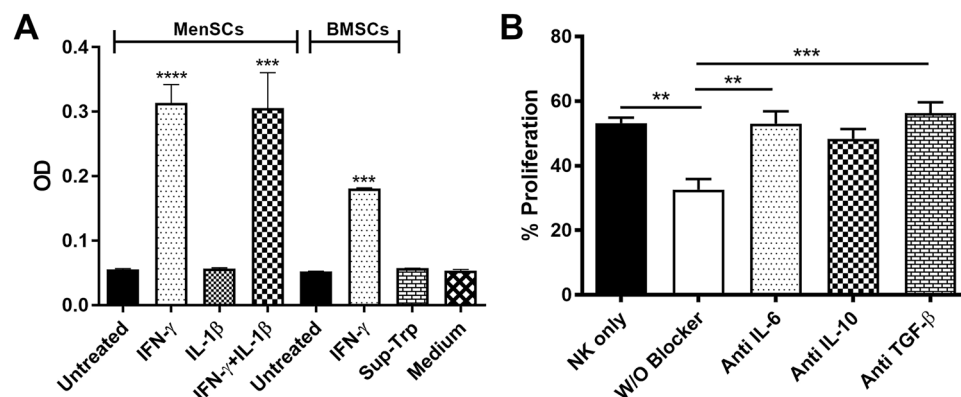 A
MenSCs
BMSCs
OD
0.4
0.3
0.2
0.1
0.0
****
***
***
Untreated
IFN-γ
IL-1β
IFN-γ+IL-1β
Untreated
IFN-γ
Sup-Trp
Medium
B
% Proliferation
80
60
40
20
0
**
**
***
NK only
W/O Blocker
Anti IL-6
Anti IL-10
Anti TGF-β